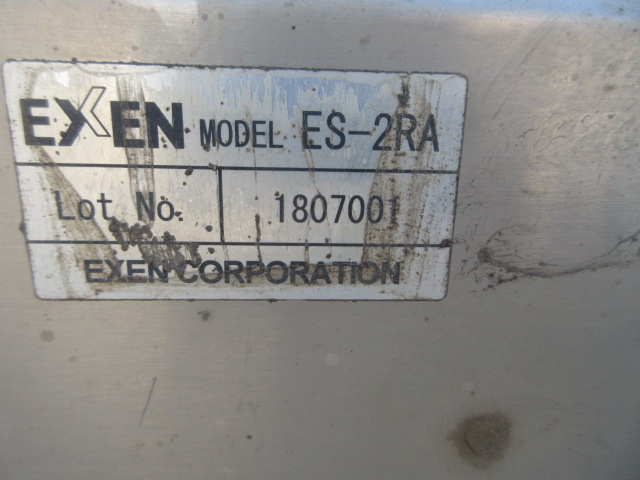 EXEN MODEL ES-2RA
Lot No. 1807001
EXEN CORPORATION